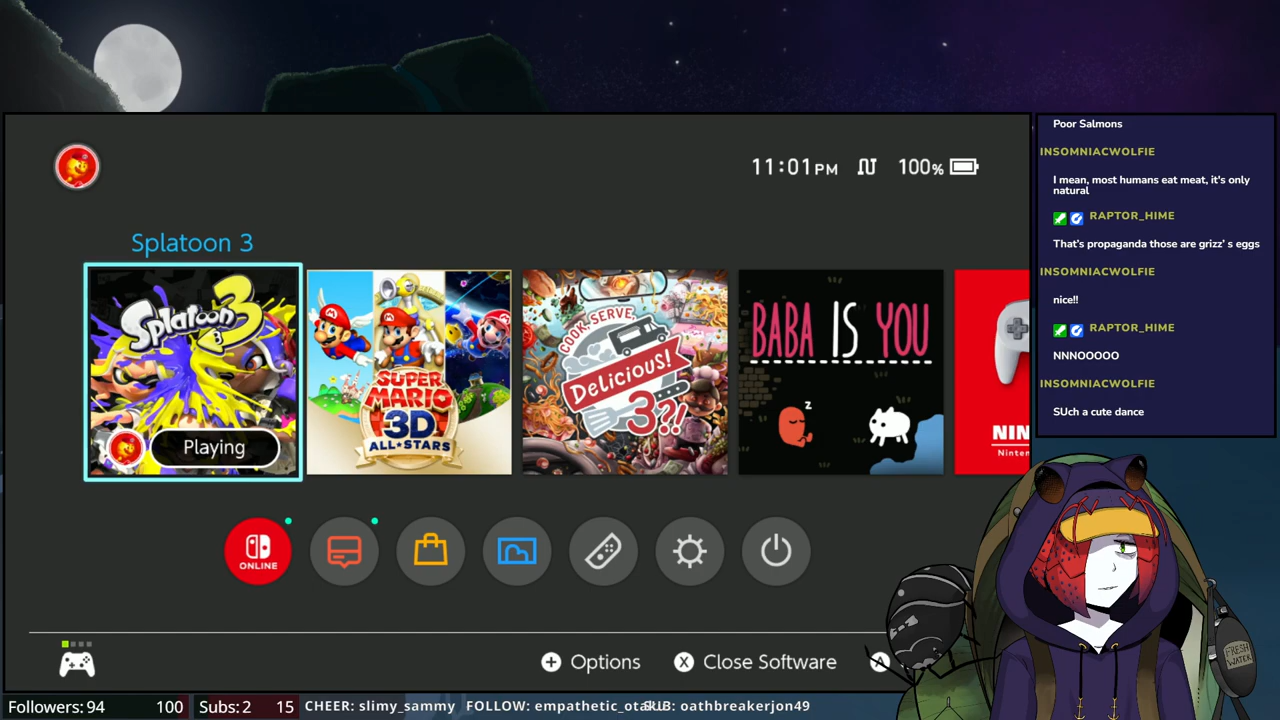 Poor Salmons
INSOMNIACWOLFIE
I mean, most humans eat meat, it's only
natural
RAPTOR_HIME
That's propaganda those are grizz' s eggs
INSOMNIACWOLFIE
nice!!
RAPTOR_HIME
NNNOOOOO
INSOMNIACWOLFIE
SUch a cute dance
11:01PM 100%
Splatoon 3
Splatoon 3
Playing
SUPER
MARIO
3D
ALL★STARS
COOK, SERVE,
Delicious!
3?!
BABA IS YOU
z
NIN
Ninten
ONLINE
+ Options
X Close Software
A
FRESH
WATER
Followers: 94 100
Subs: 2 15
CHEER: slimy_sammy FOLLOW: empathetic_otaku SUB: oathbreakerjon49